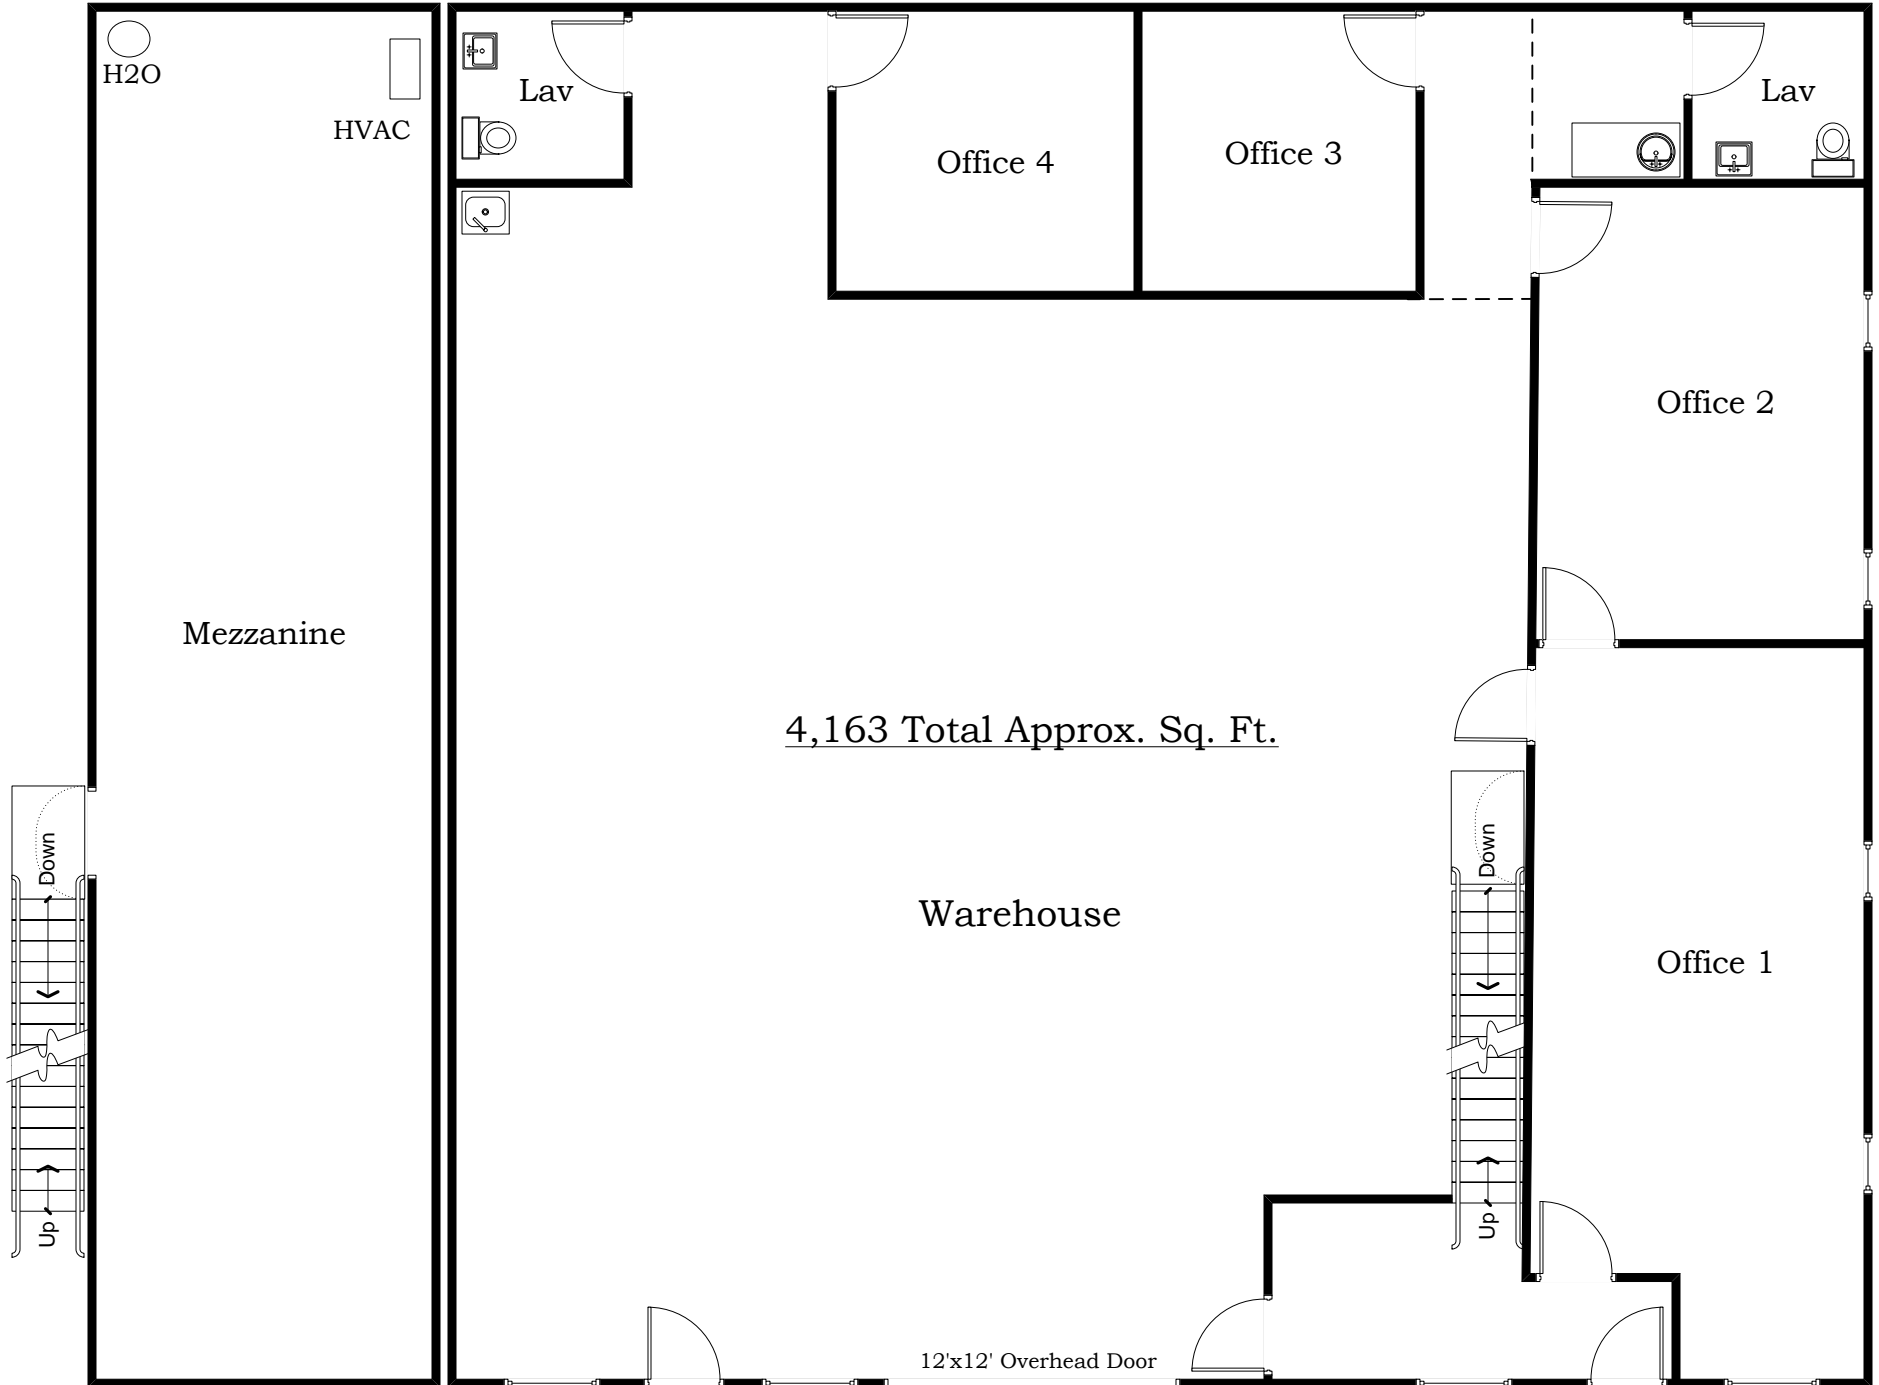 H2O
HVAC
Lav
Office 4
Office 3
Lav
Office 2
Mezzanine
4,163 Total Approx. Sq. Ft.
Down
Down
Warehouse
Office 1
Up
Up
12'x12' Overhead Door